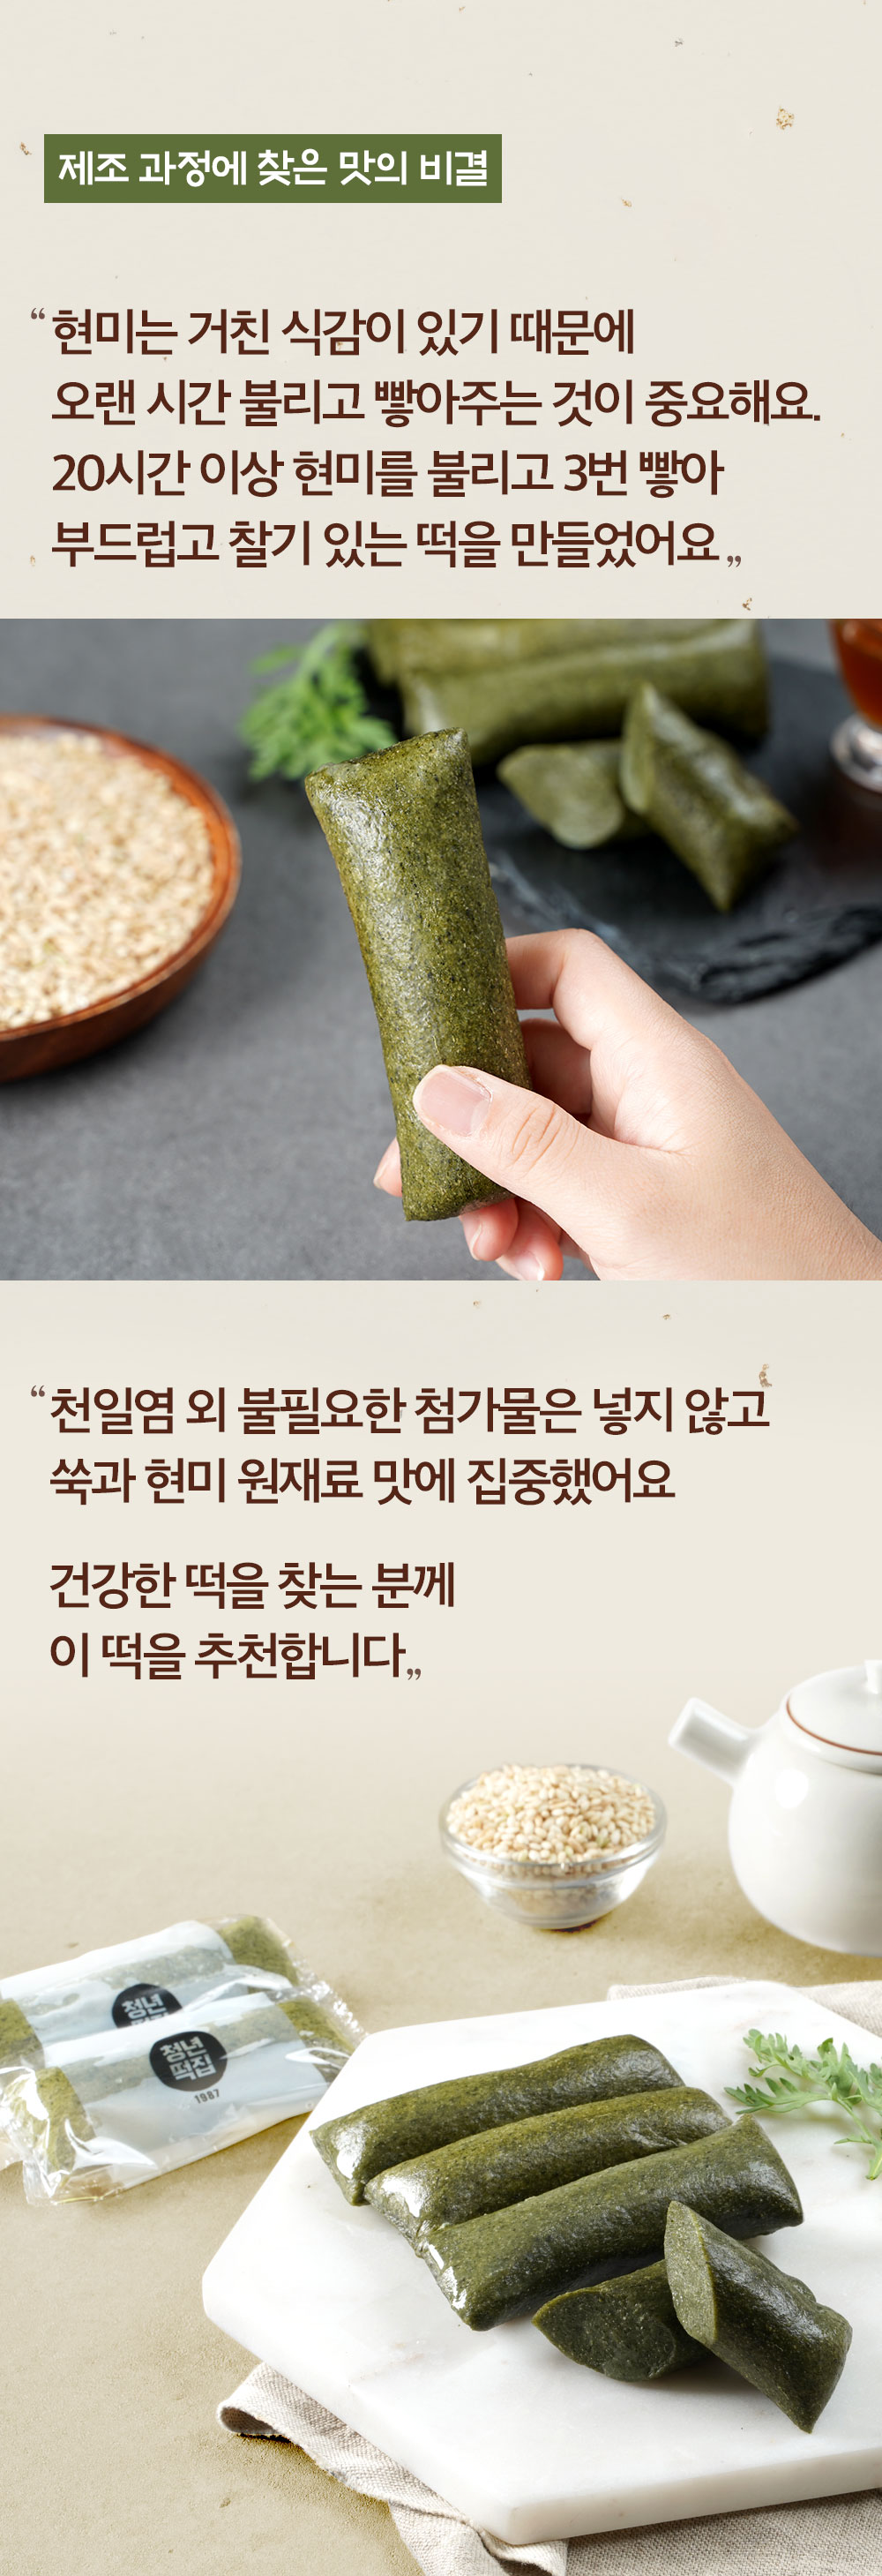 제조 과정에 찾은 맛의 비결
“현미는 거친 식감이 있기 때문에
오랜 시간 불리고 빻아주는 것이 중요해요.
20시간 이상 현미를 불리고 3번 빻아
부드럽고 찰기 있는 떡을 만들었어요„
“천일염 외 불필요한 첨가물은 넣지 않고
쑥과 현미 원재료 맛에 집중했어요
건강한 떡을 찾는 분께
이 떡을 추천합니다„
청년
청년
떡집
1987